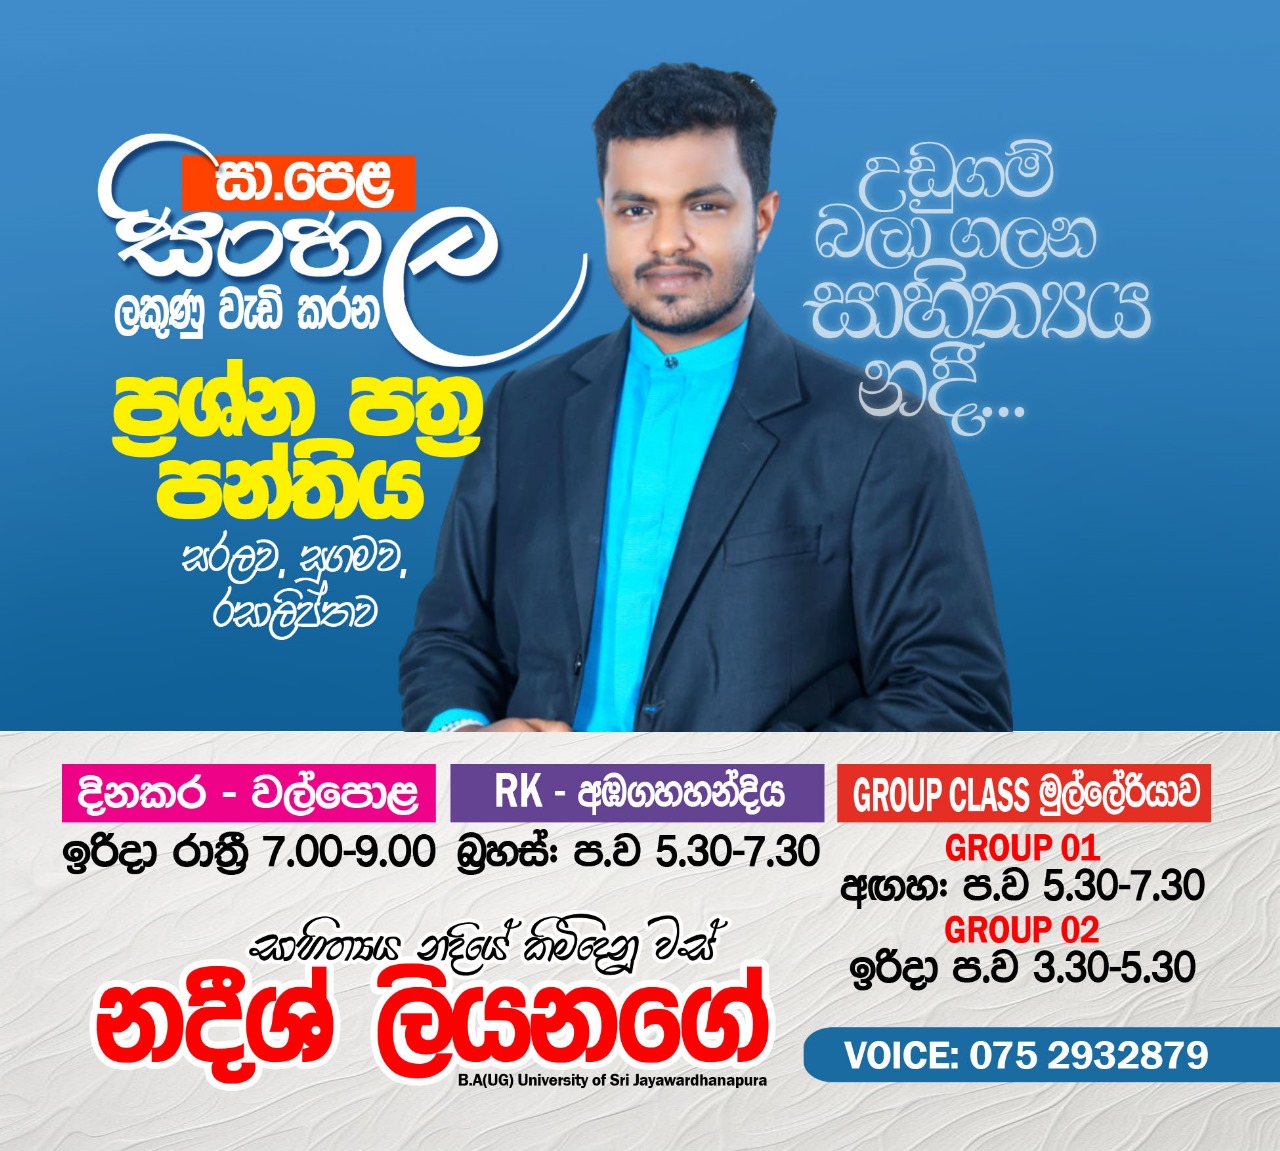 සා.පෙළ
සිංහල
ලකුණු වැඩි කරන
ප්‍රශ්න පත්‍ර
පන්තිය
සරලව, සුගමව,
රසාලිප්තව
උඩුගම්
බලා ගලන
සාහිත්‍යය
නදී...
දිනකර - වල්පොළ
ඉරිදා රාත්‍රී 7.00-9.00
RK - අඹගහහන්දිය
බ්‍රහස්: ප.ව 5.30-7.30
GROUP CLASS මුල්ලේරියාව
GROUP 01
අඟහ: ප.ව 5.30-7.30
GROUP 02
ඉරිදා ප.ව 3.30-5.30
සාහිත්‍යය නදියේ කිමිදෙනූ වස්
නදීශ් ලියනගේ
B.A(UG) University of Sri Jayawardhanapura
VOICE: 075 2932879